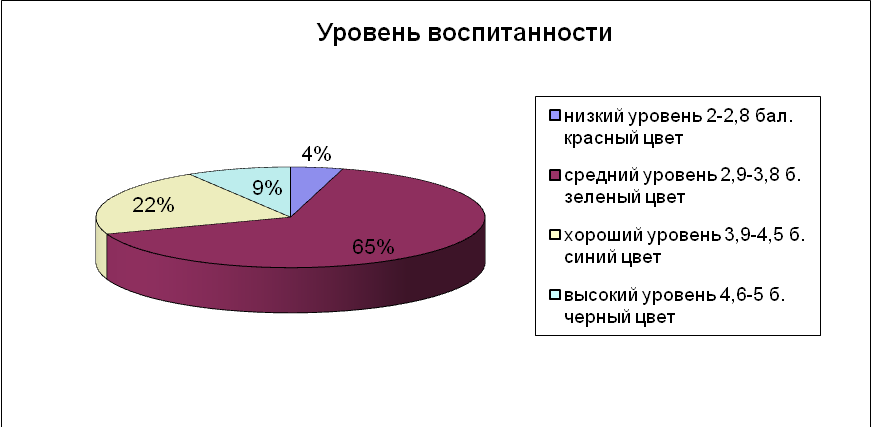 Уровень воспитанности
4%
9%
22%
65%
низкий уровень 2-2,8 бал.
красный цвет
средний уровень 2,9-3,8 б.
зеленый цвет
хороший уровень 3,9-4,5 б.
синий цвет
высокий уровень 4,6-5 б.
черный цвет